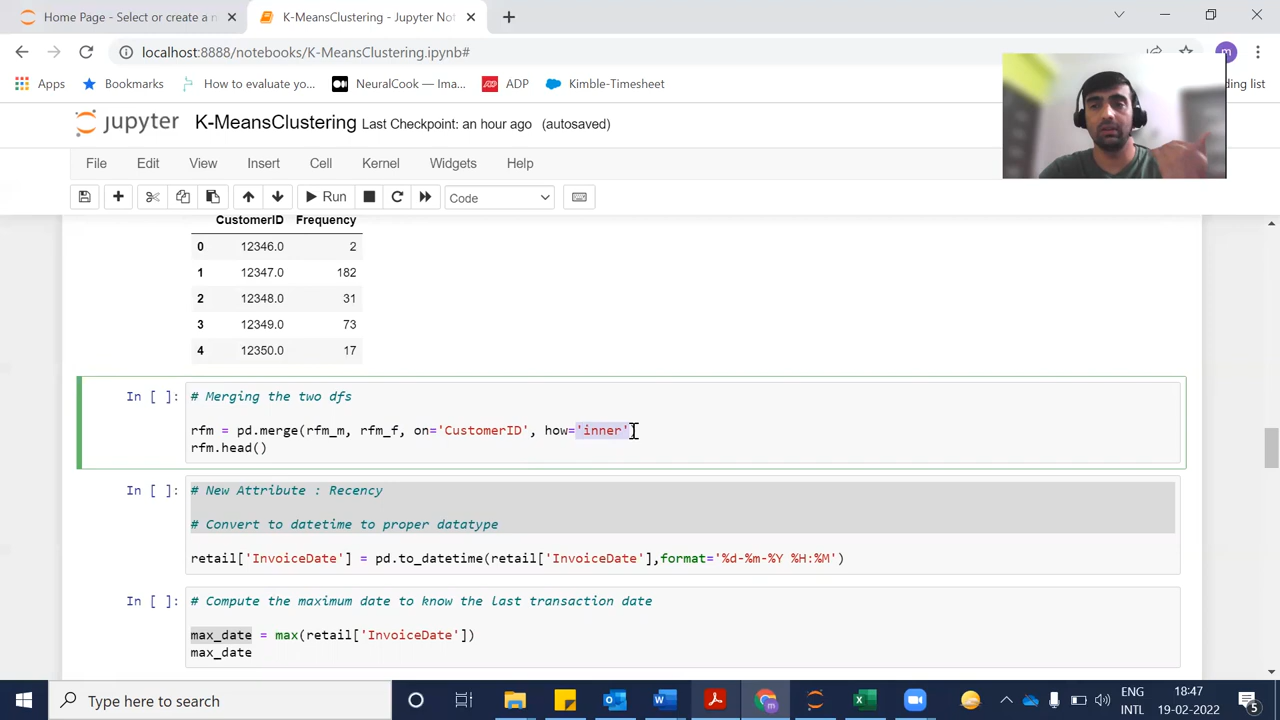 Home Page - Select or create a n
K-MeansClustering - Jupyter Not
localhost:8888/notebooks/K-MeansClustering.ipynb#
Apps
Bookmarks
How to evaluate you...
NeuralCook — Ima...
ADP
Kimble-Timesheet
ding list
m
jupyter
K-MeansClustering Last Checkpoint: an hour ago (autosaved)
File Edit View Insert Cell Kernel Widgets Help
Run
Code
CustomerID Frequency
0 12346.0 2
1 12347.0 182
2 12348.0 31
3 12349.0 73
4 12350.0 17
In [ ]: # Merging the two dfs
rfm = pd.merge(rfm_m, rfm_f, on='CustomerID', how='inner')
rfm.head()
In [ ]: # New Attribute : Recency
# Convert to datetime to proper datatype
retail['InvoiceDate'] = pd.to_datetime(retail['InvoiceDate'],format='%d-%m-%Y %H:%M')
In [ ]: # Compute the maximum date to know the last transaction date
max_date = max(retail['InvoiceDate'])
max_date
Type here to search
ENG
INTL
18:47
19-02-2022
5